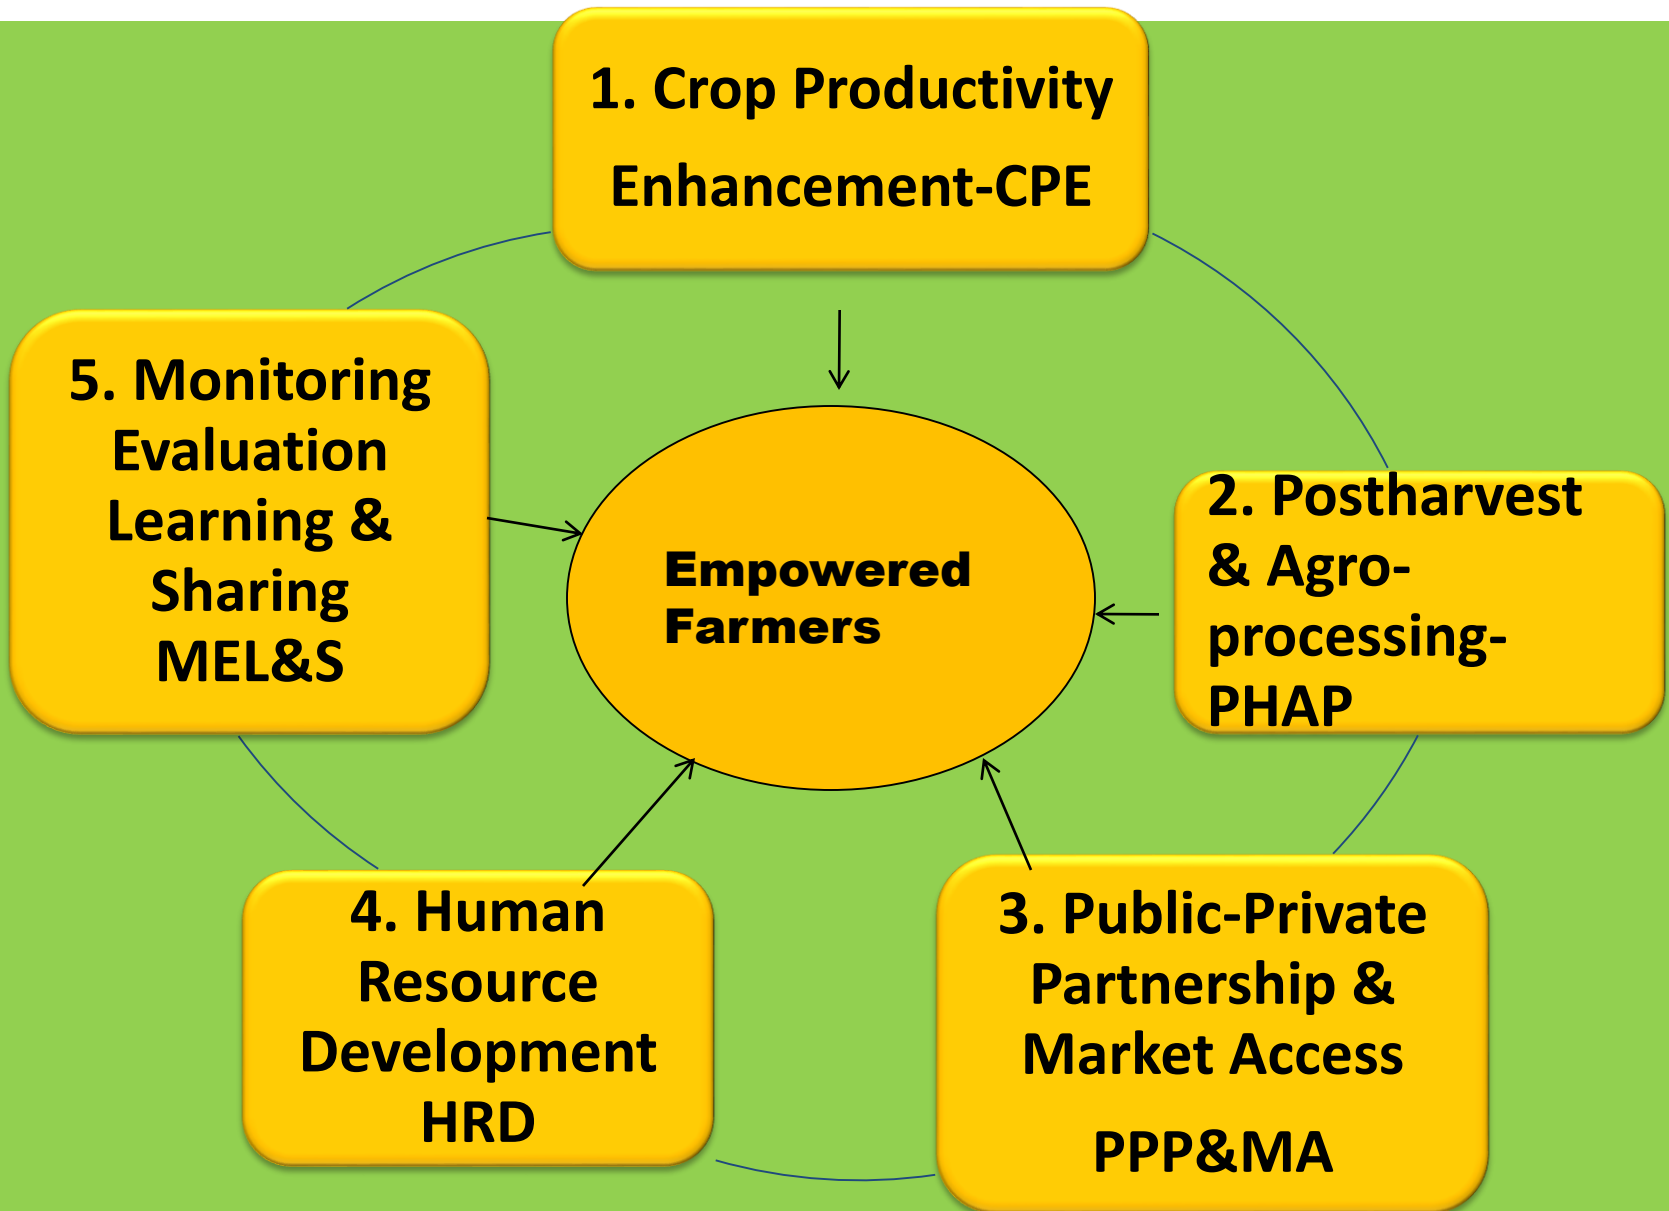 1. Crop Productivity
Enhancement-CPE
2. Postharvest
& Agro-
processing-
PHAP
3. Public-Private
Partnership &
Market Access
PPP&MA
4. Human
Resource
Development
HRD
5. Monitoring
Evaluation
Learning &
Sharing
MEL&S
Empowered
Farmers